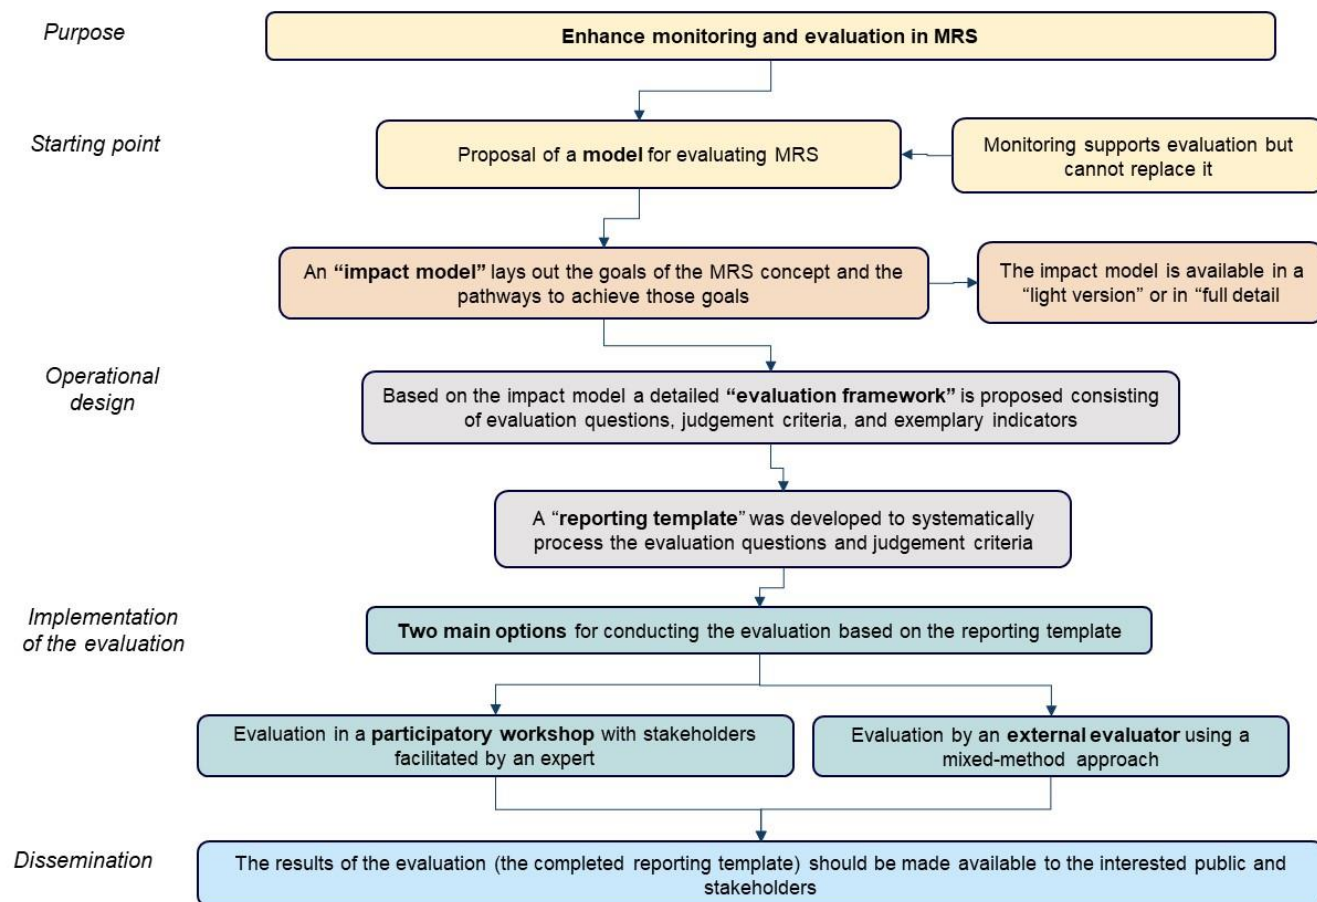 Purpose
Enhance monitoring and evaluation in MRS
Starting point
Proposal of a model for evaluating MRS
Monitoring supports evaluation but
cannot replace it
An “impact model” lays out the goals of the MRS concept and the
pathways to achieve those goals
The impact model is available in a
“light version” or in “full detail
Operational
design
Based on the impact model a detailed “evaluation framework” is proposed consisting
of evaluation questions, judgement criteria, and exemplary indicators
A “reporting template” was developed to systematically
process the evaluation questions and judgement criteria
Implementation
of the evaluation
Two main options for conducting the evaluation based on the reporting template
Evaluation in a participatory workshop with stakeholders
facilitated by an expert
Evaluation by an external evaluator using a
mixed-method approach
Dissemination
The results of the evaluation (the completed reporting template) should be made available to the interested public and
stakeholders